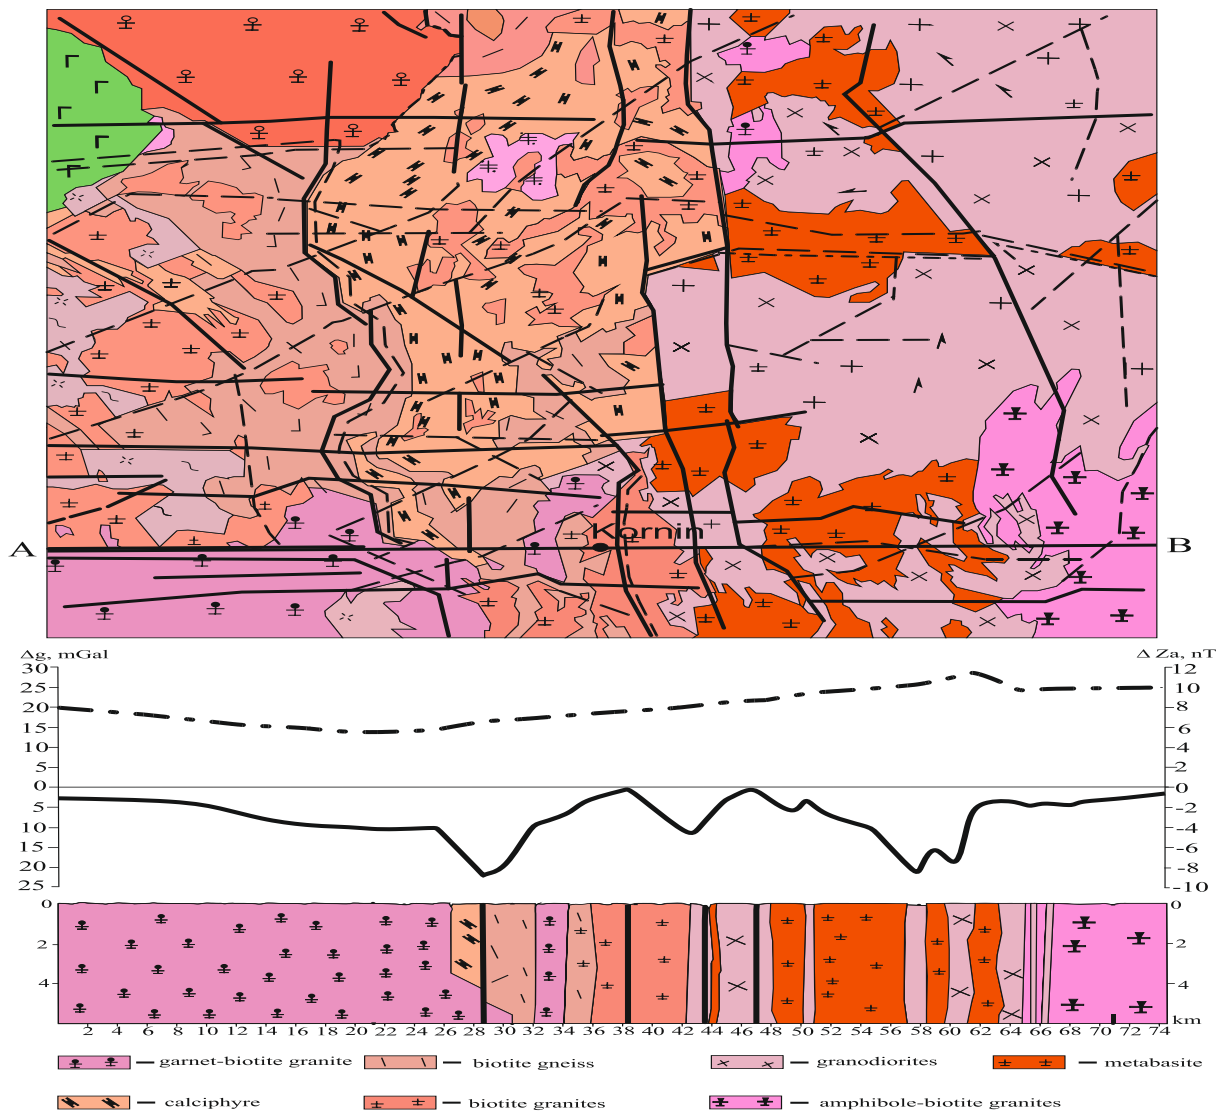 Kornin
A B
Δg, mGal Δ Za, nT
30 12
25 10
20 8
15 6
10 4
5 2
0 0
5 -2
10 -4
15 -6
20 -8
25 -10
0 0
2 2
4 4
km
2 4 6 8 10 12 14 16 18 20 22 24 26 28 30 32 34 36 38 40 42 44 46 48 50 52 54 56 58 60 62 64 66 68 70 72 74
garnet-biotite granite biotite gneiss granodiorites metabasite
calciphyre biotite granites amphibole-biotite granites